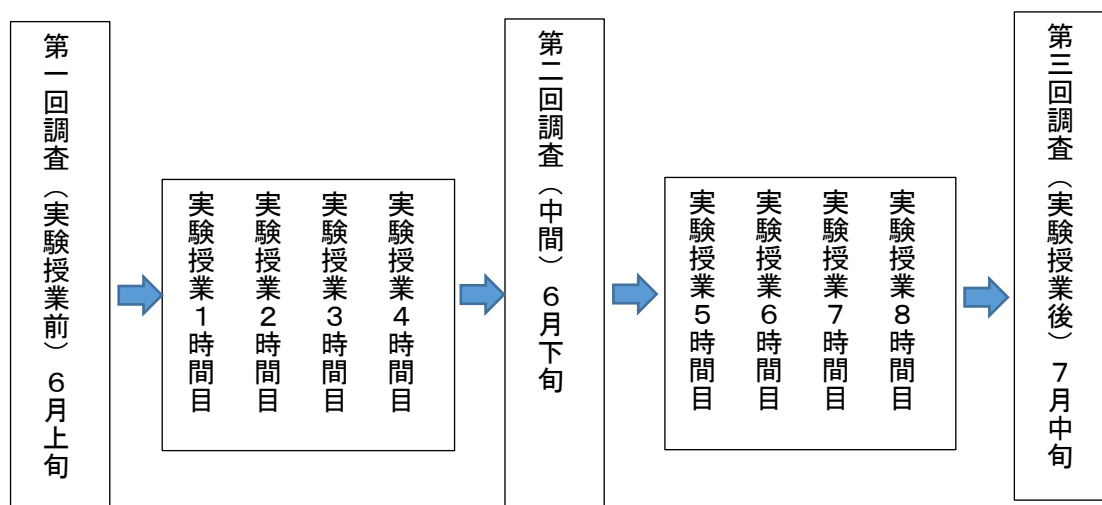 第一回調査（実験授業前）６月上旬
実験授業１時間目
実験授業２時間目
実験授業３時間目
実験授業４時間目
第二回調査（中間）６月下旬
実験授業５時間目
実験授業６時間目
実験授業７時間目
実験授業８時間目
第三回調査（実験授業後）７月中旬